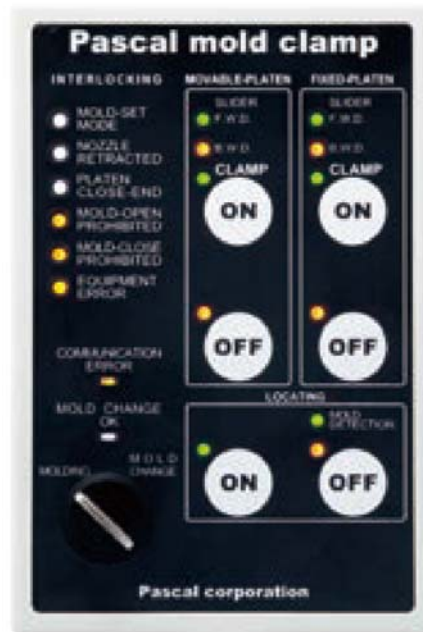 Pascal mold clamp
INTERLOCKING
MOLD-SET
MODE
NOZZLE
RETRACTED
PLATEN
CLOSE-END
MOLD-OPEN
PROHIBITED
MOLD-CLOSE
PROHIBITED
EQUIPMENT
ERROR
COMMUNICATION
ERROR
MOLD CHANGE
OK
MOLDING
MOLD
CHANGE
MOVABLE-PLATEN
SLIDER
F.W.D.
B.W.D.
CLAMP
ON
OFF
FIXED-PLATEN
SLIDER
F.W.D.
B.W.D.
CLAMP
ON
OFF
LOCATING
MOLD
DETECTION
ON
OFF
Pascal corporation